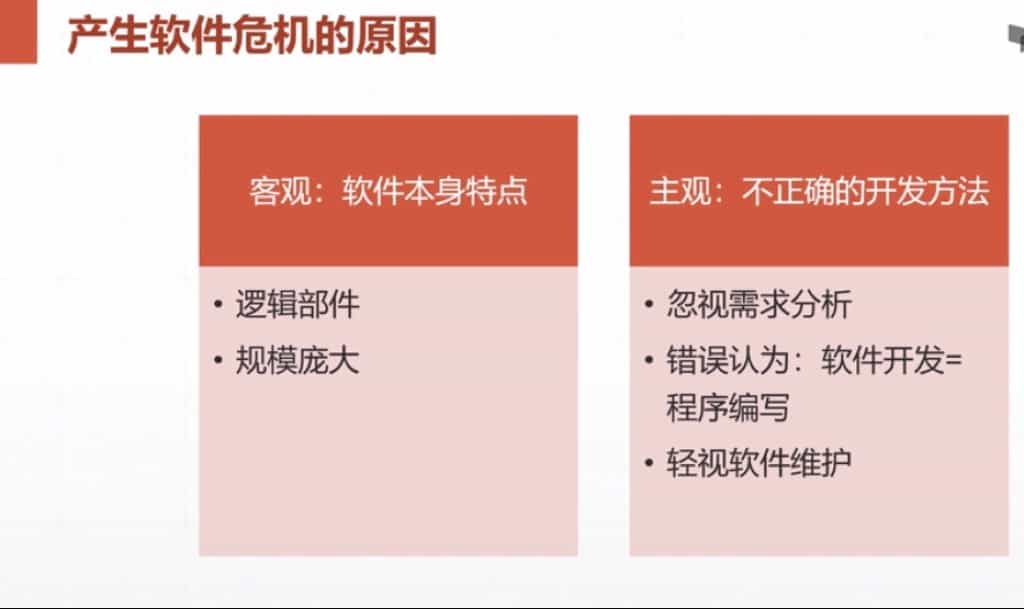 产生软件危机的原因
客观：软件本身特点
• 逻辑部件
• 规模庞大
主观：不正确的开发方法
• 忽视需求分析
• 错误认为：软件开发=
程序编写
• 轻视软件维护